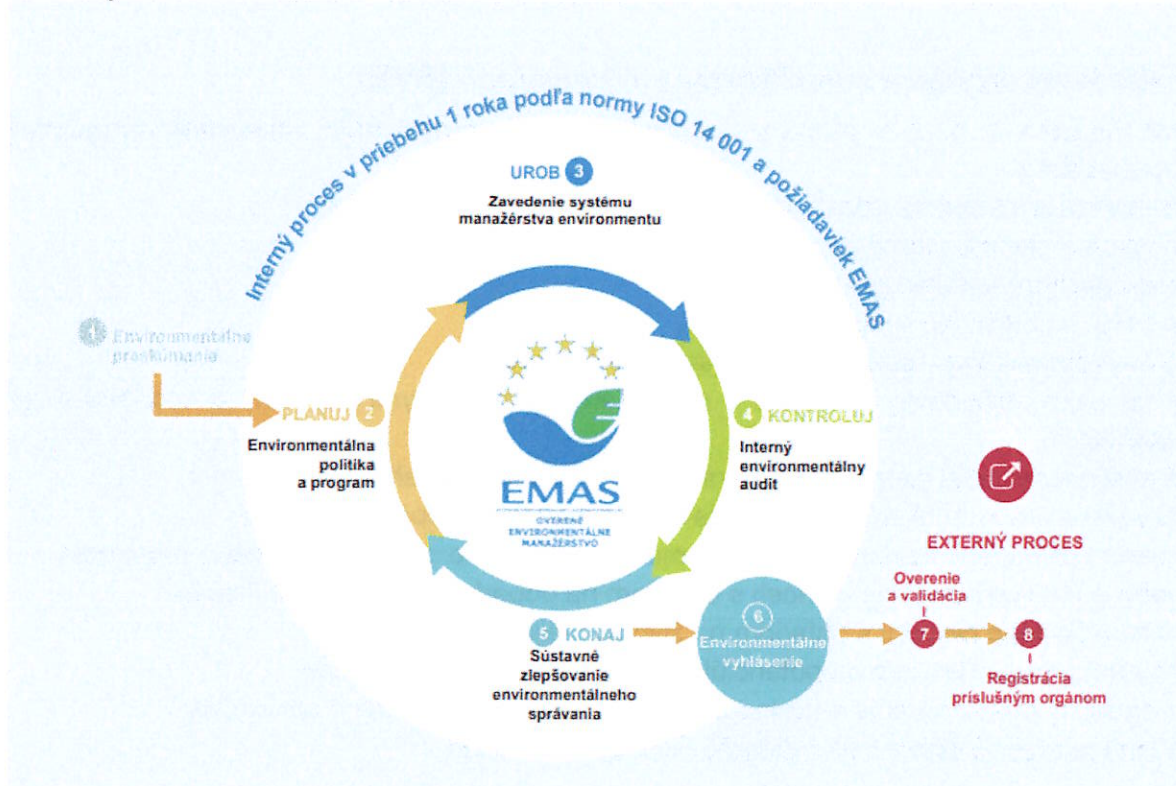 Interný proces v priebehu 1 roka podľa normy ISO 14 001 a požiadaviek EMAS
1 Environmentálne
preskúmanie
PLÁNUJ 2
Environmentálna
politika
a program
UROB 3
Zavedenie systému
manažérstva environmentu
4 KONTROLUJ
Interný
environmentálny
audit
EMAS
OVERENÉ
ENVIRONMENTÁLNE
MANAŽÉRSTVO
5 KONAJ
Sústavné
zlepšovanie
environmentálneho
správania
6
Environmentálne
vyhlásenie
EXTERNÝ PROCES
Overenie
a validácia
7
8
Registrácia
príslušným orgánom